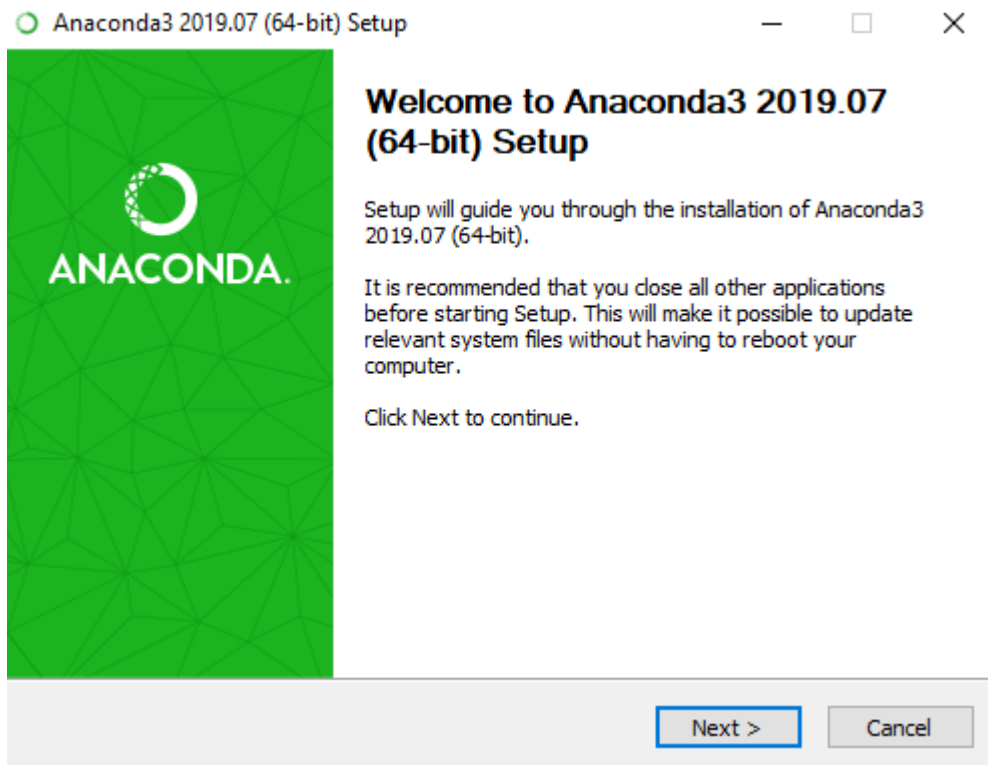 Anaconda3 2019.07 (64-bit) Setup
ANACONDA.
Welcome to Anaconda3 2019.07
(64-bit) Setup
Setup will guide you through the installation of Anaconda3
2019.07 (64-bit).
It is recommended that you close all other applications
before starting Setup. This will make it possible to update
relevant system files without having to reboot your
computer.
Click Next to continue.
Next >
Cancel